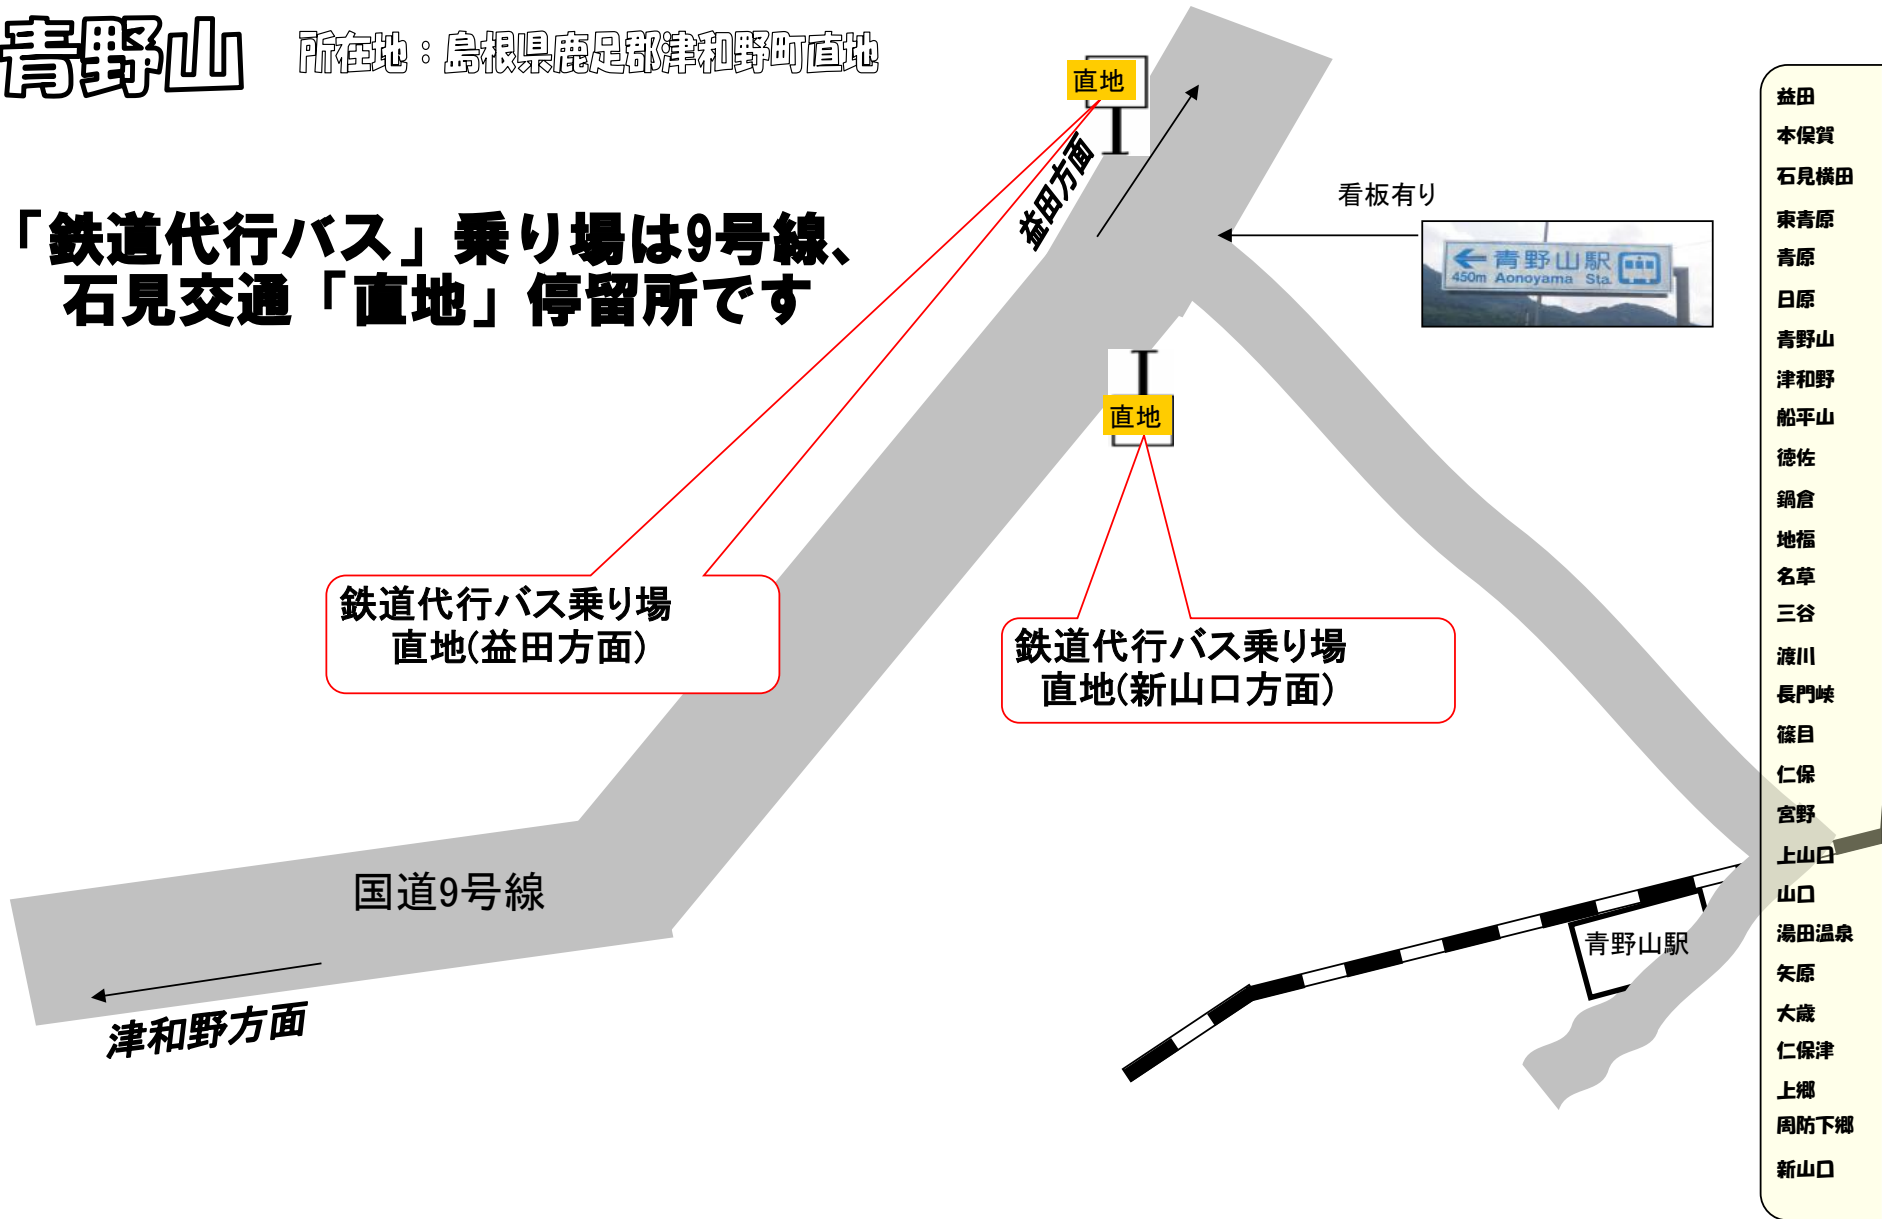 青野山
所在地：島根県鹿足郡津和野町直地
「鉄道代行バス」乗り場は9号線、
石見交通「直地」停留所です
直地
益田方面
看板有り
青野山駅
450m Aonoyama Sta.
直地
鉄道代行バス乗り場
直地(益田方面)
鉄道代行バス乗り場
直地(新山口方面)
国道9号線
津和野方面
青野山駅
益田
本俣賀
石見横田
東青原
青原
日原
青野山
津和野
船平山
徳佐
鍋倉
地福
名草
三谷
渡川
長門峡
篠目
仁保
宮野
上山口
山口
湯田温泉
矢原
大歳
仁保津
上郷
周防下郷
新山口